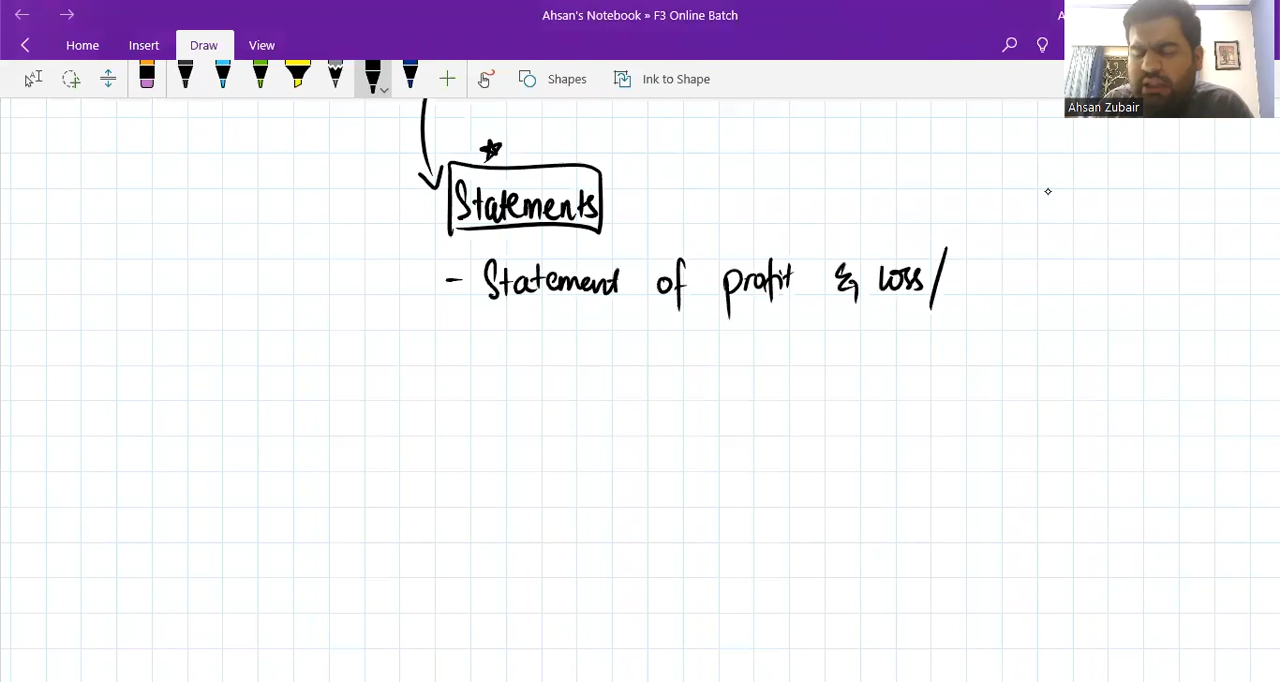 Ahsan's Notebook » F3 Online Batch
Home Insert Draw View
Shapes Ink to Shape
Ahsan Zubair
Statements
- Statement of profit & loss/